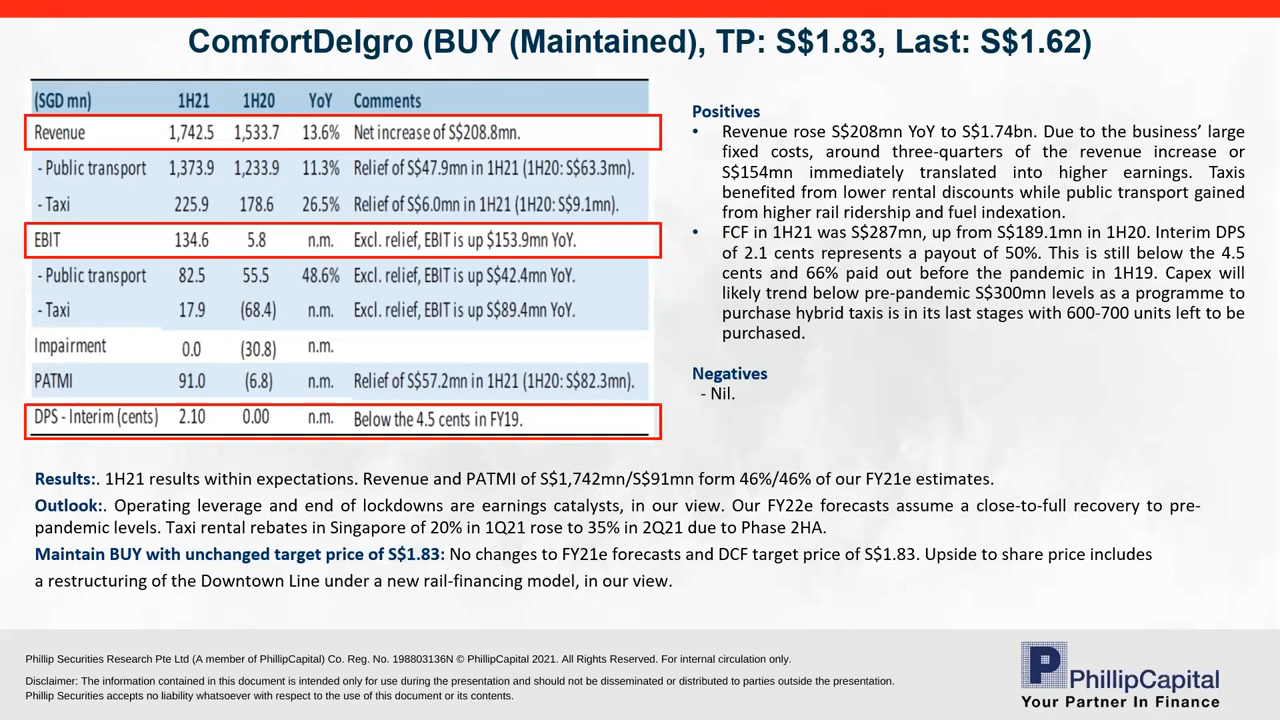 ComfortDelgro (BUY (Maintained), TP: S$1.83, Last: S$1.62)
(SGD mn) 1H21 1H20 YoY Comments
Revenue 1,742.5 1,533.7 13.6% Net increase of S$208.8mn.
- Public transport 1,373.9 1,233.9 11.3% Relief of S$47.9mn in 1H21 (1H20: S$63.3mn).
- Taxi 225.9 178.6 26.5% Relief of S$6.0mn in 1H21 (1H20: S$9.1mn).
EBIT 134.6 5.8 n.m. Excl. relief, EBIT is up $153.9mn YoY.
- Public transport 82.5 55.5 48.6% Excl. relief, EBIT is up S$42.4mn YoY.
- Taxi 17.9 (68.4) n.m. Excl. relief, EBIT is up S$89.4mn YoY.
Impairment 0.0 (30.8) n.m.
PATMI 91.0 (6.8) n.m. Relief of S$57.2mn in 1H21 (1H20: S$82.3mn).
DPS - Interim (cents) 2.10 0.00 n.m. Below the 4.5 cents in FY19.
Positives
• Revenue rose S$208mn YoY to S$1.74bn. Due to the business' large
fixed costs, around three-quarters of the revenue increase or
S$154mn immediately translated into higher earnings. Taxis
benefited from lower rental discounts while public transport gained
from higher rail ridership and fuel indexation.
• FCF in 1H21 was S$287mn, up from S$189.1mn in 1H20. Interim DPS
of 2.1 cents represents a payout of 50%. This is still below the 4.5
cents and 66% paid out before the pandemic in 1H19. Capex will
likely trend below pre-pandemic S$300mn levels as a programme to
purchase hybrid taxis is in its last stages with 600-700 units left to be
purchased.
Negatives
- Nil.
Results:. 1H21 results within expectations. Revenue and PATMI of S$1,742mn/S$91mn form 46%/46% of our FY21e estimates.
Outlook:. Operating leverage and end of lockdowns are earnings catalysts, in our view. Our FY22e forecasts assume a close-to-full recovery to pre-
pandemic levels. Taxi rental rebates in Singapore of 20% in 1Q21 rose to 35% in 2Q21 due to Phase 2HA.
Maintain BUY with unchanged target price of S$1.83: No changes to FY21e forecasts and DCF target price of S$1.83. Upside to share price includes
a restructuring of the Downtown Line under a new rail-financing model, in our view.
Phillip Securities Research Pte Ltd (A member of PhillipCapital) Co. Reg. No. 198803136N © PhillipCapital 2021. All Rights Reserved. For internal circulation only.
Disclaimer: The information contained in this document is intended only for use during the presentation and should not be disseminated or distributed to parties outside the presentation.
Phillip Securities accepts no liability whatsoever with respect to the use of this document or its contents.
PhillipCapital
Your Partner In Finance